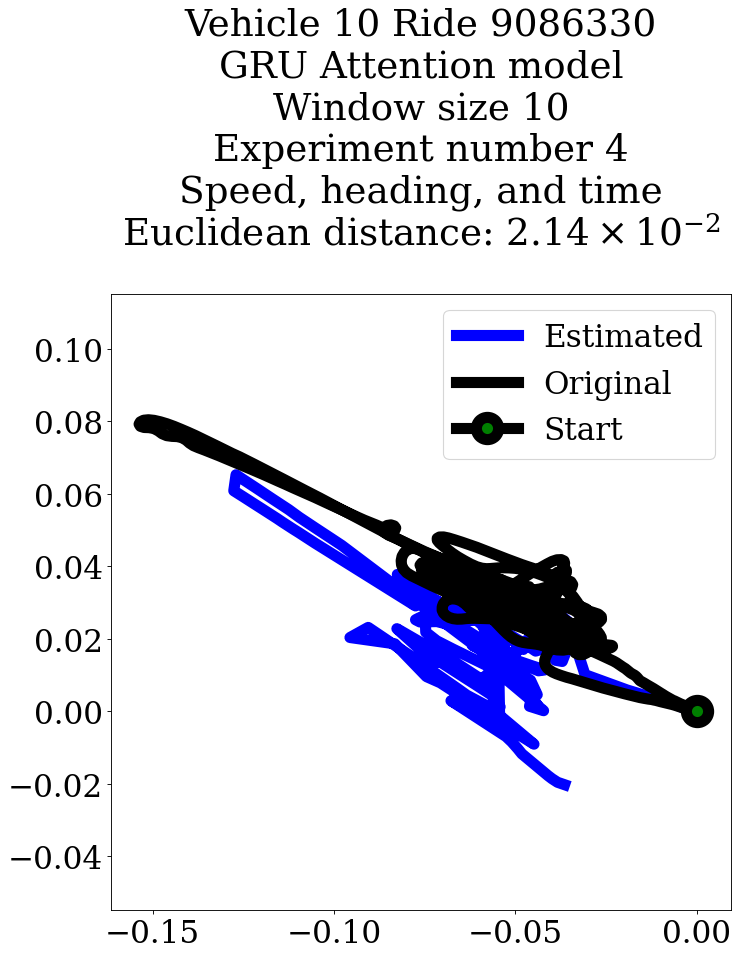 Vehicle 10 Ride 9086330
GRU Attention model
Window size 10
Experiment number 4
Speed, heading, and time
Euclidean distance: 2.14 × 10⁻²
Estimated
Original
Start
0.10
0.08
0.06
0.04
0.02
0.00
−0.02
−0.04
−0.15 −0.10 −0.05 0.00